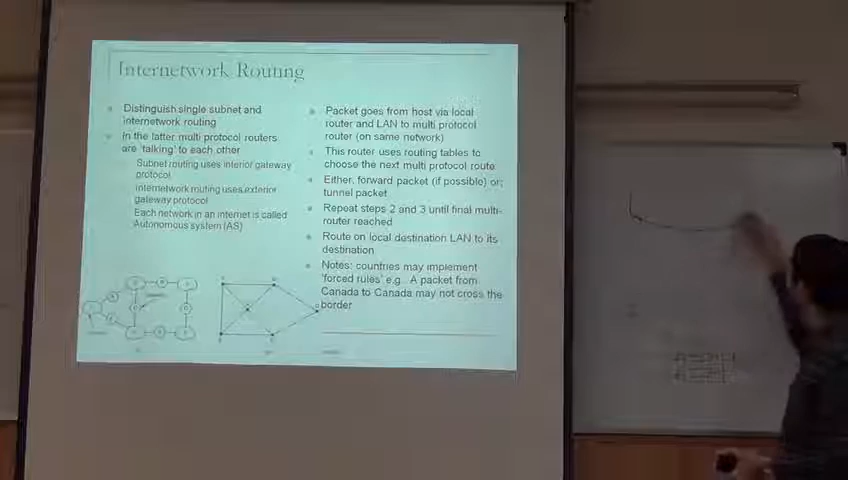 Internetwork Routing
Distinguish single subnet and
internetwork routing
In the latter multi protocol routers
are 'talking' to each other
Subnet routing uses interior gateway
protocol
Internetwork routing uses exterior
gateway protocol
Each network in an internet is called
Autonomous system (AS)
Packet goes from host via local
router and LAN to multi protocol
router (on same network)
This router uses routing tables to
choose the next multi protocol route
Either, forward packet (if possible) or;
tunnel packet
Repeat steps 2 and 3 until final multi-
router reached
Route on local destination LAN to its
destination
Notes: countries may implement
'forced rules' e.g. A packet from
Canada to Canada may not cross the
border